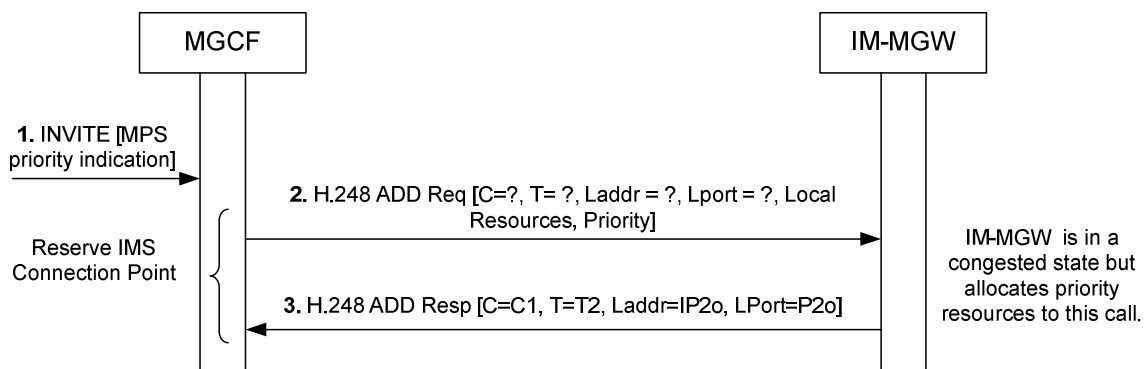 MGCF
IM-MGW
1. INVITE [MPS
priority indication]
2. H.248 ADD Req [C=?, T= ?, Laddr = ?, Lport = ?, Local
Resources, Priority]
Reserve IMS
Connection Point
IM-MGW is in a
congested state but
allocates priority
resources to this call.
3. H.248 ADD Resp [C=C1, T=T2, Laddr=IP2o, LPort=P2o]